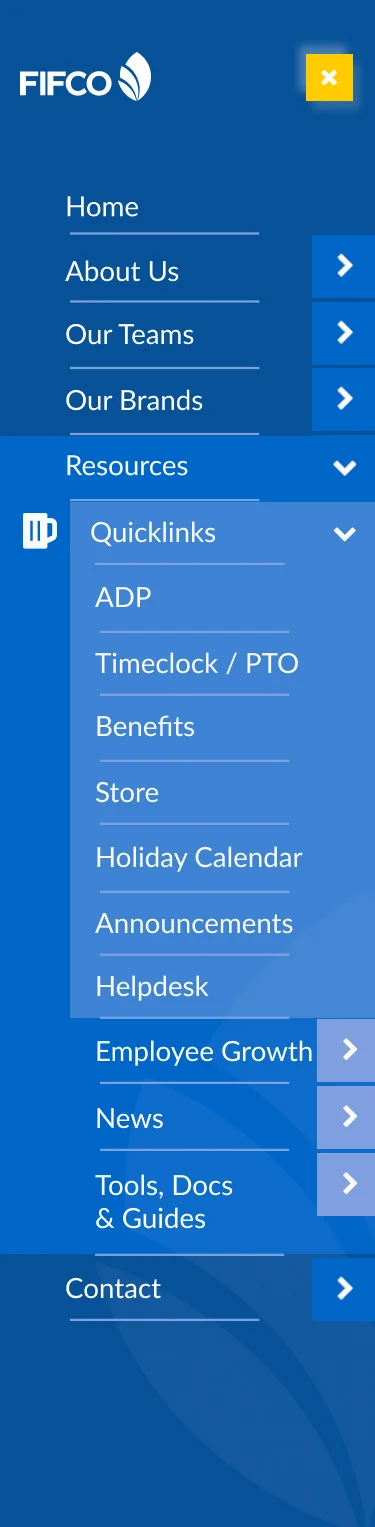 FIFCO
Home
About Us
Our Teams
Our Brands
Resources
Quicklinks
ADP
Timeclock / PTO
Benefits
Store
Holiday Calendar
Announcements
Helpdesk
Employee Growth
News
Tools, Docs
& Guides
Contact